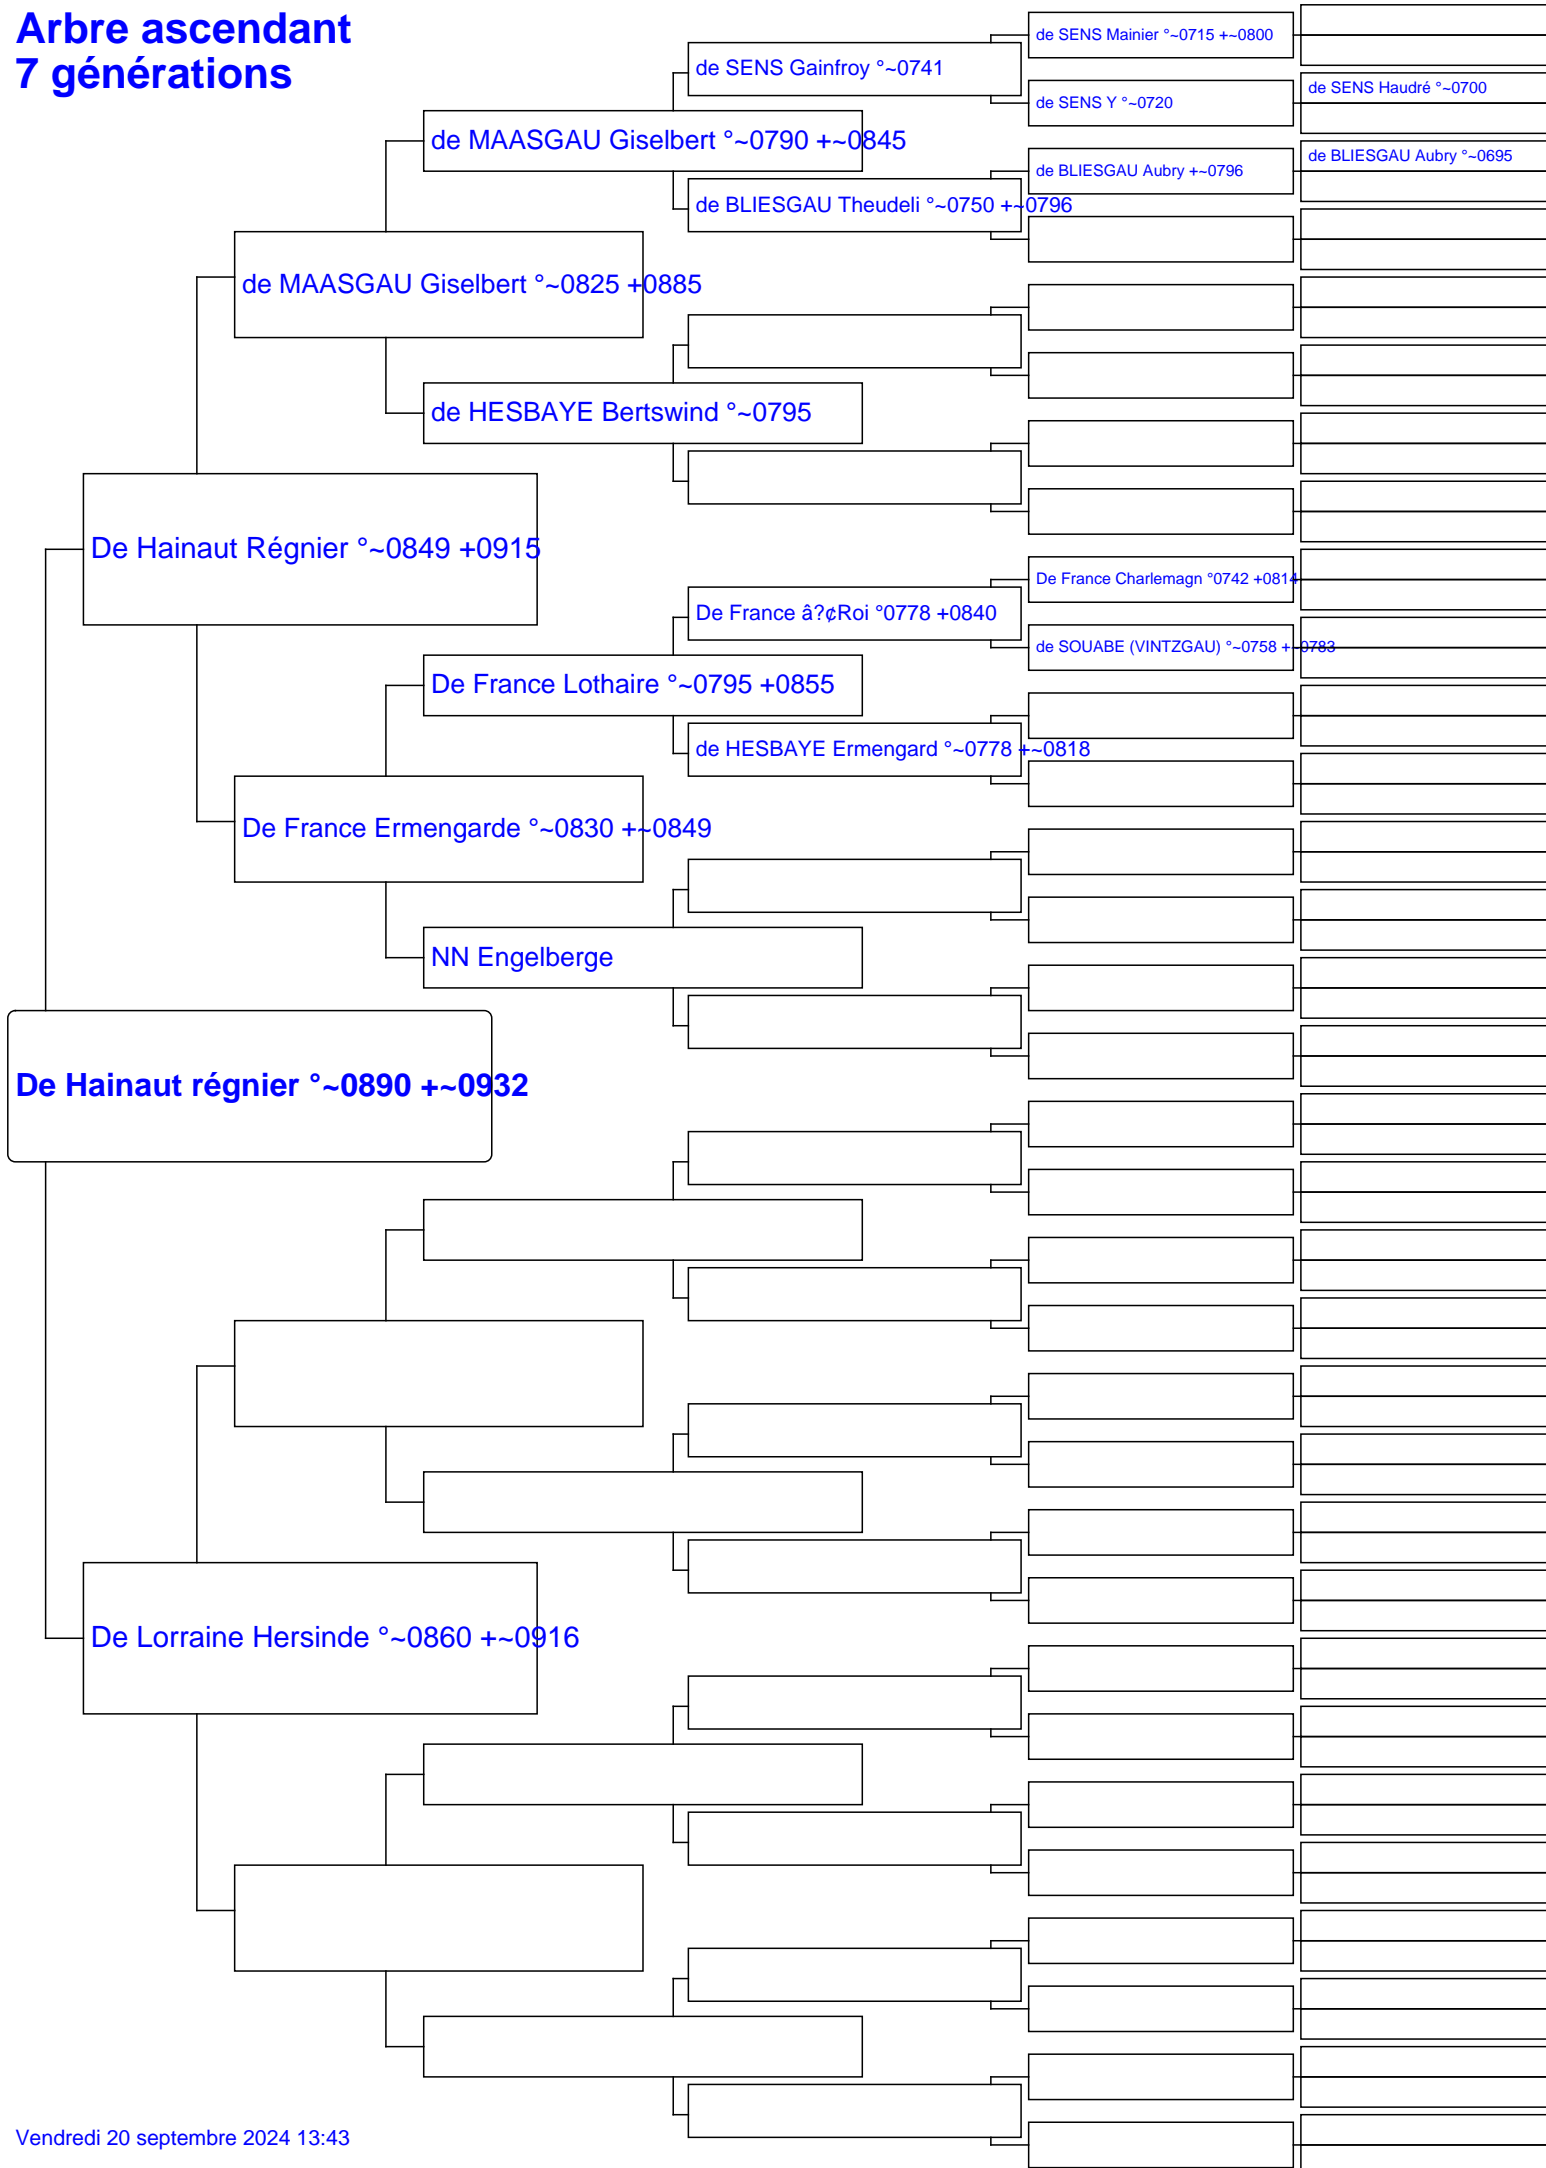 Arbre ascendant
7 générations
de SENS Mainier °~0715 +~0800
de SENS Gainfroy °~0741
de SENS Haudré °~0700
de SENS Y °~0720
de MAASGAU Giselbert °~0790 +~0845
de BLIESGAU Aubry °~0695
de BLIESGAU Aubry +~0796
de BLIESGAU Theudeli °~0750 +~0796
de MAASGAU Giselbert °~0825 +0885
de HESBAYE Bertswind °~0795
De Hainaut Régnier °~0849 +0915
De France Charlemagn °0742 +0814
De France â?¢Roi °0778 +0840
de SOUABE (VINTZGAU) °~0758 +~0783
De France Lothaire °~0795 +0855
de HESBAYE Ermengard °~0778 +~0818
De France Ermengarde °~0830 +~0849
NN Engelberge
De Hainaut régnier °~0890 +~0932
De Lorraine Hersinde °~0860 +~0916
Vendredi 20 septembre 2024 13:43